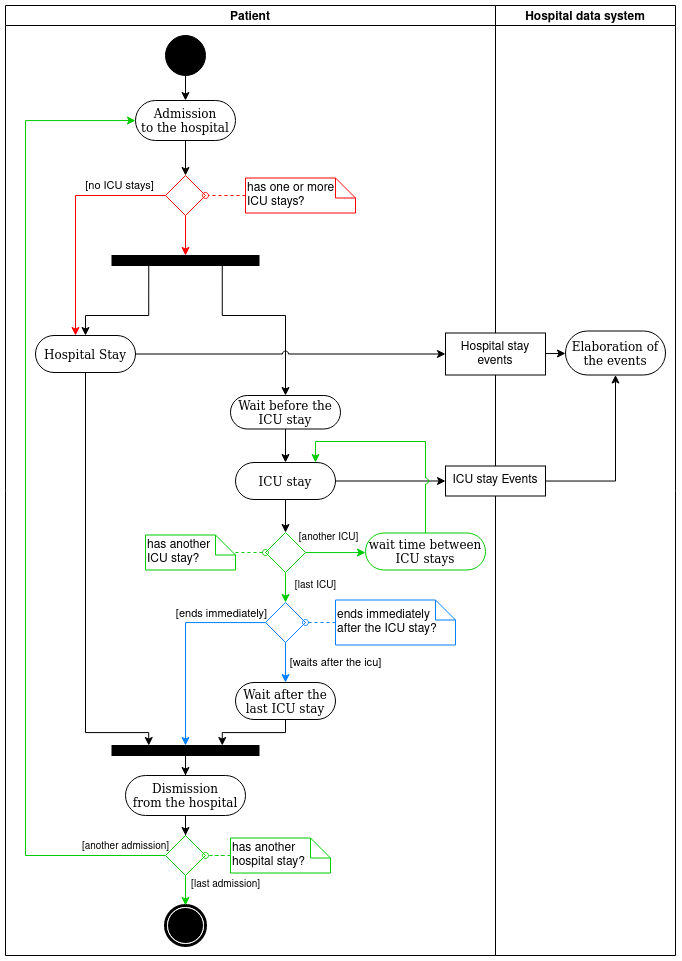 Patient
Hospital data system
Admission
to the hospital
[no ICU stays]
has one or more
ICU stays?
Hospital Stay
Hospital stay
events
Elaboration of
the events
Wait before the
ICU stay
ICU stay
ICU stay Events
has another
ICU stay?
[another ICU]
wait time between
ICU stays
[last ICU]
[ends immediately]
ends immediately
after the ICU stay?
[waits after the icu]
Wait after the
last ICU stay
Dismission
from the hospital
[another admission]
has another
hospital stay?
[last admission]